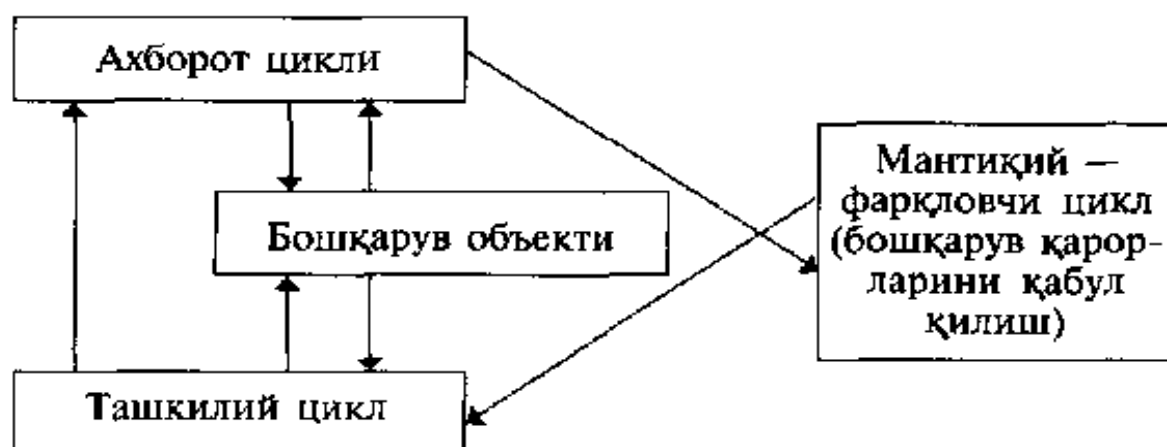 Ахборот цикли
Бошқарув объекти
Ташкилий цикл
Мантиқий —
фарқловчи цикл
(бошқарув қарор-
ларини қабул
қилиш)